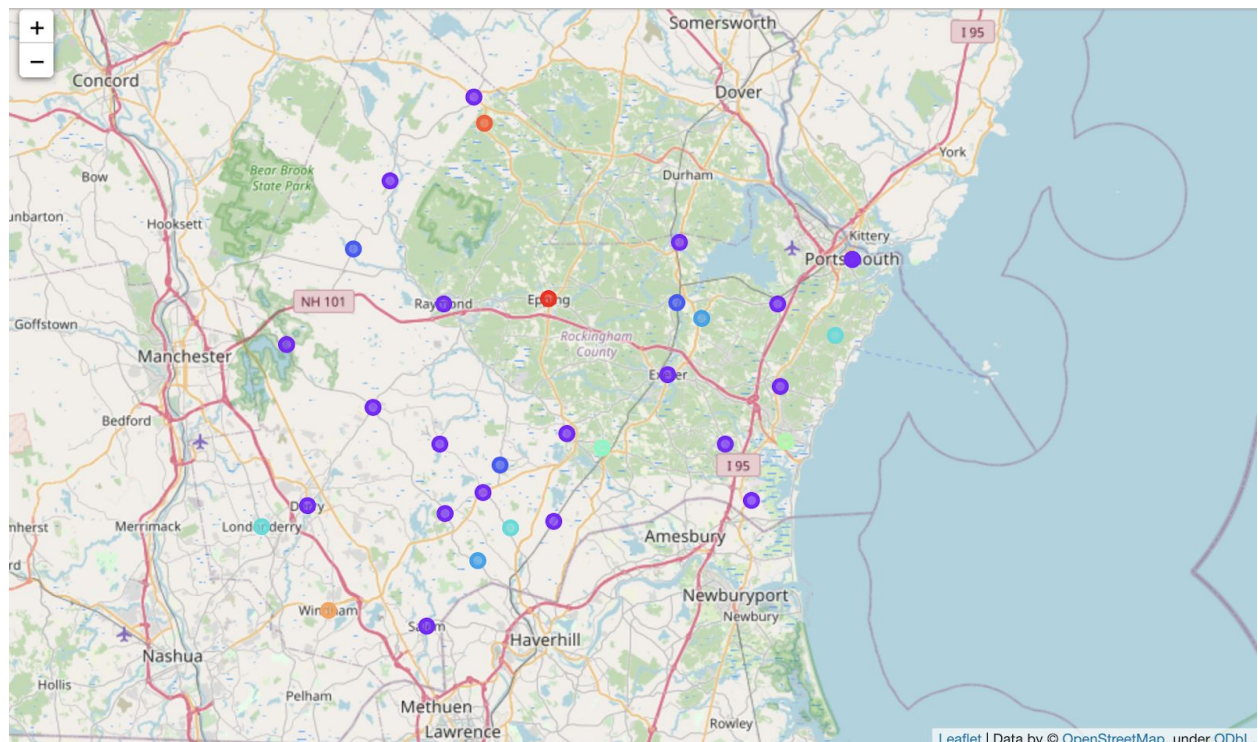 +
−
Somersworth
I 95
Concord
Dover
York
Bear Brook
State Park
Durham
Bow
unbarton
Hooksett
Kittery
Portsmouth
NH 101
Raymond
Epping
Goffstown
Rockingham
County
Manchester
Exeter
Bedford
I 95
Derry
mherst
Merrimack
Londonderry
Amesbury
rd
Newburyport
Windham
Newbury
Salem
Haverhill
Nashua
Hollis
Pelham
Methuen
Rowley
Lawrence
Leaflet | Data by © OpenStreetMap, under ODbL